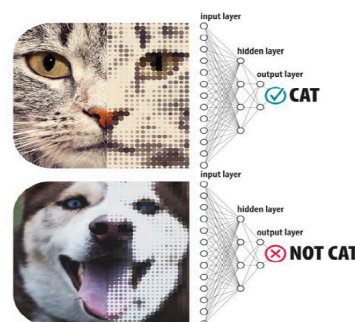 input layer
hidden layer
output layer
CAT
input layer
hidden layer
output layer
NOT CAT